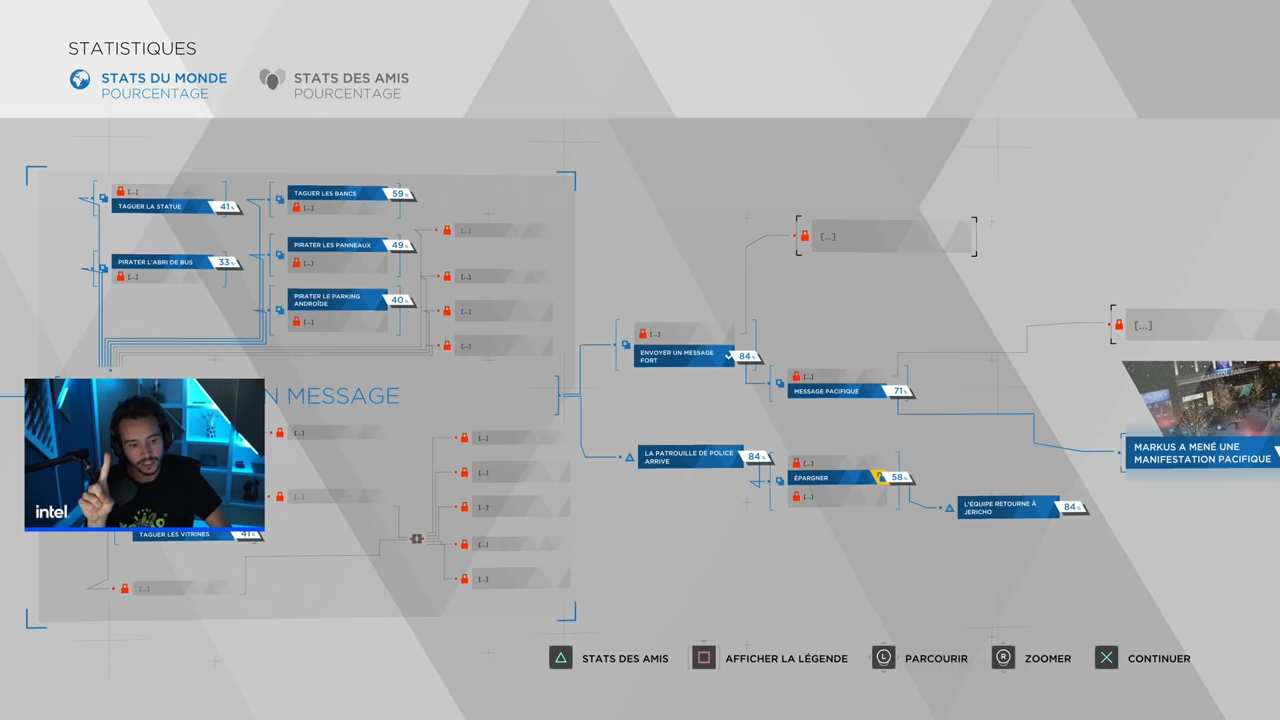 STATISTIQUES
STATS DU MONDE
POURCENTAGE
STATS DES AMIS
POURCENTAGE
[...]
TAGUER LA STATUE 41%
TAGUER LES BANCS 59%
[...]
[...]
[...]
PIRATER LES PANNEAUX 49%
[...]
PIRATER L'ABRI DE BUS 33%
[...]
[...]
PIRATER LE PARKING
ANDROÏDE 40%
[...]
[...]
[...]
[...]
[...]
ENVOYER UN MESSAGE
FORT 84%
[...]
MESSAGE PACIFIQUE 71%
N MESSAGE
[...]
[...]
LA PATROUILLE DE POLICE
ARRIVE 84%
[...]
ÉPARGNER 58%
[...]
MARKUS A MENÉ UNE
MANIFESTATION PACIFIQUE
[...]
[...]
[...]
L'ÉQUIPE RETOURNE À
JERICHO 84%
intel
TAGUER LES VITRINES 41%
[...]
[...]
[...]
STATS DES AMIS
AFFICHER LA LÉGENDE
L PARCOURIR
R ZOOMER
CONTINUER